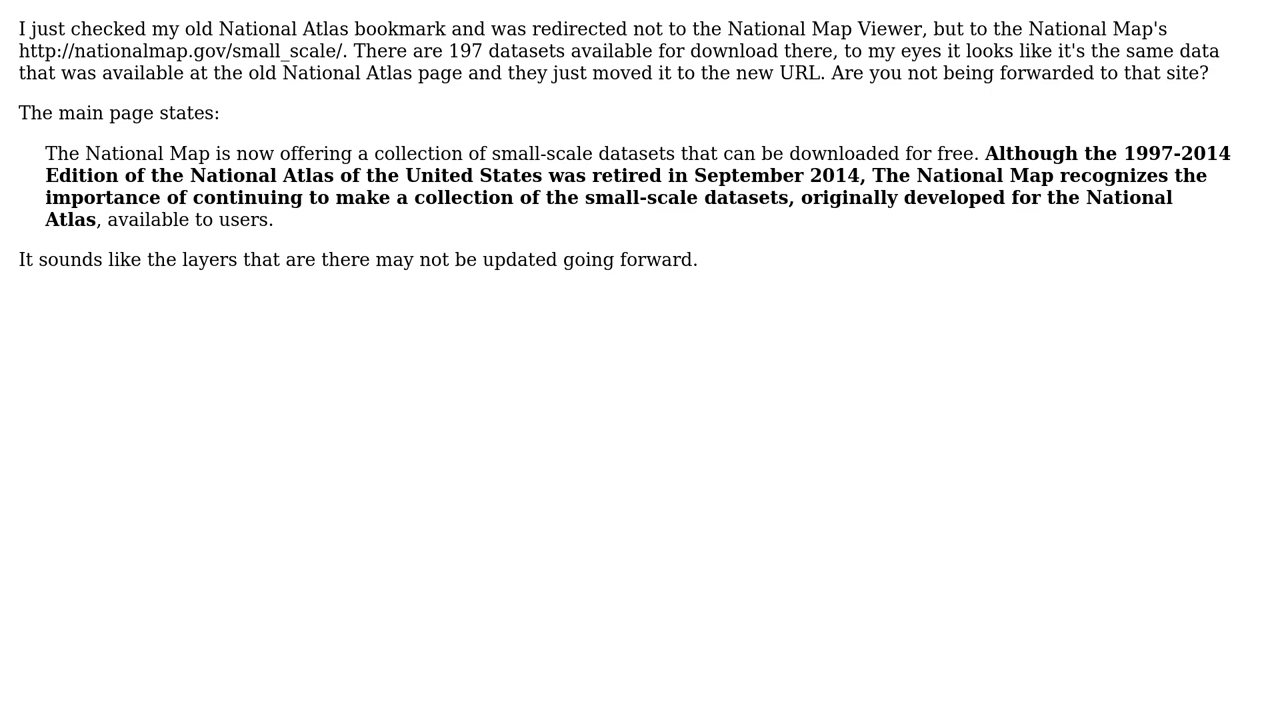 I just checked my old National Atlas bookmark and was redirected not to the National Map Viewer, but to the National Map's
http://nationalmap.gov/small_scale/. There are 197 datasets available for download there, to my eyes it looks like it's the same data
that was available at the old National Atlas page and they just moved it to the new URL. Are you not being forwarded to that site?
The main page states:
The National Map is now offering a collection of small-scale datasets that can be downloaded for free. Although the 1997-2014
Edition of the National Atlas of the United States was retired in September 2014, The National Map recognizes the
importance of continuing to make a collection of the small-scale datasets, originally developed for the National
Atlas, available to users.
It sounds like the layers that are there may not be updated going forward.